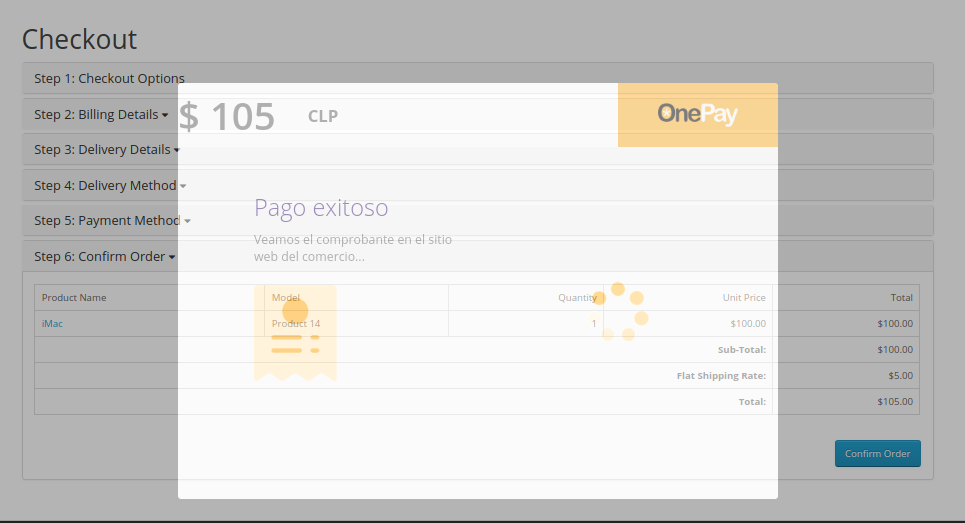 Checkout
Step 1: Checkout Options
Step 2: Billing Details
$ 105 CLP
OnePay
Step 3: Delivery Details
Step 4: Delivery Method
Pago exitoso
Step 5: Payment Method
Veamos el comprobante en el sitio
web del comercio...
Step 6: Confirm Order
Product Name Model Quantity Unit Price Total
iMac Product 14 1 $100.00 $100.00
Sub-Total: $100.00
Flat Shipping Rate: $5.00
Total: $105.00
Confirm Order